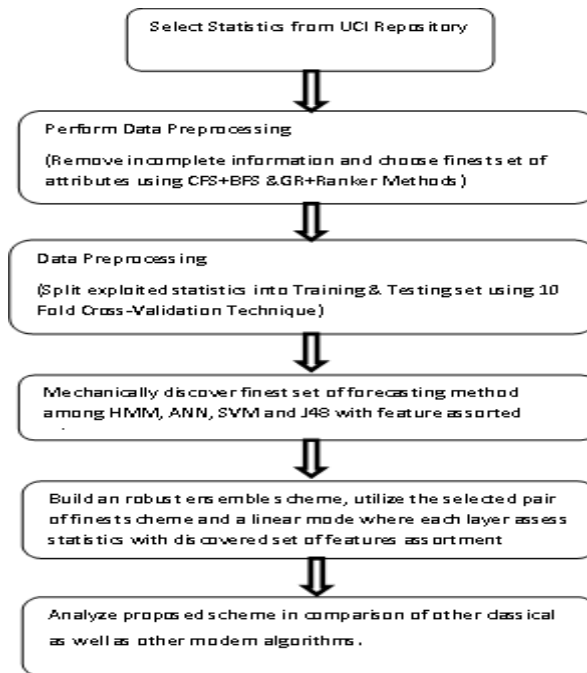 Select Statistics from UCI Repository
Perform Data Preprocessing
(Remove incomplete information and choose finest set of
attributes using CFS+BFS &GR+Ranker Methods)
Data Preprocessing
(Split exploited statistics into Training & Testing set using 10
Fold Cross-Validation Technique)
Mechanically discover finest set of forecasting method
among HMM, ANN, SVM and J48 with feature assorted
Build an robust ensemble scheme, utilize the selected pair
of finest scheme and a linear mode where each layer assess
statistics with discovered set of features assortment
Analyze proposed scheme in comparison of other classical
as well as other modern algorithms.